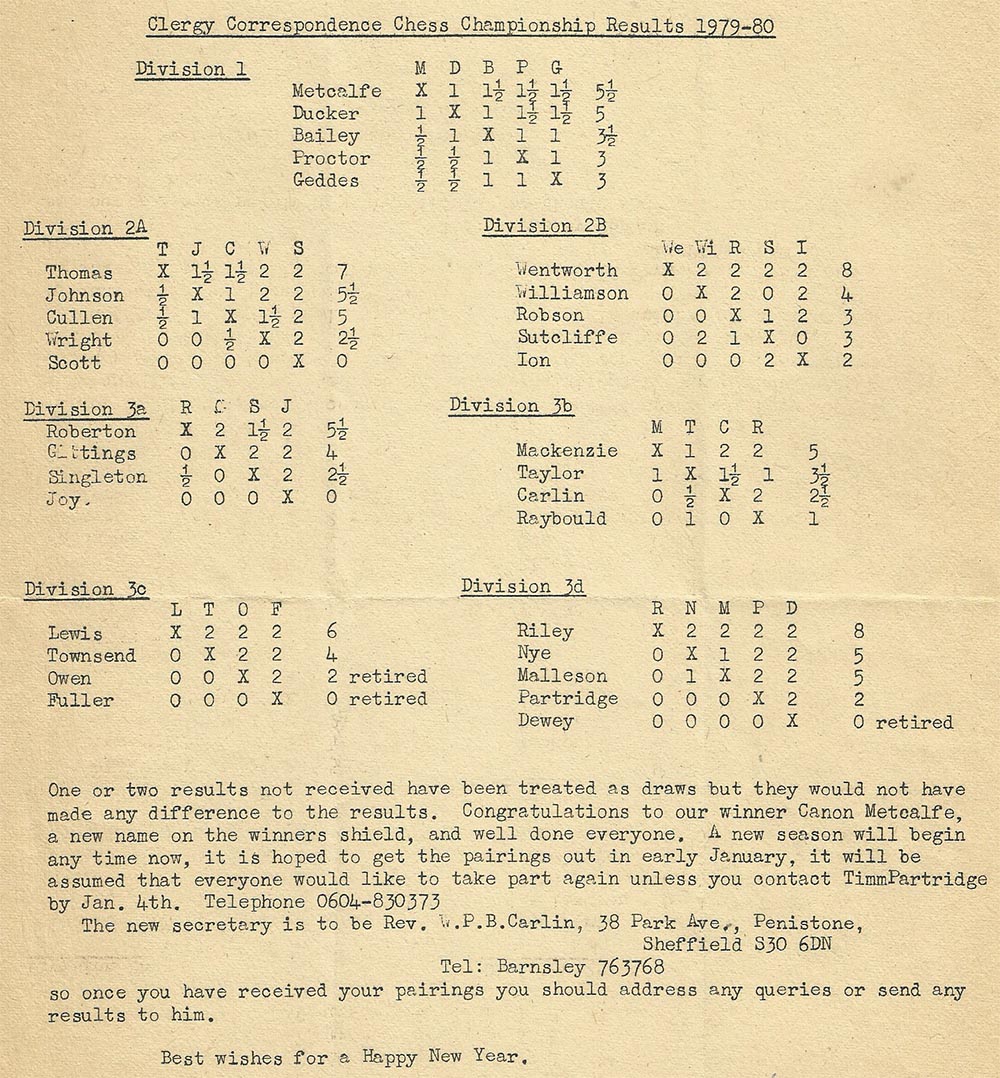 Clergy Correspondence Chess Championship Results 1979-80
Division 1
M D B P G
Metcalfe X 1 1½ 1½ 1½ 5½
Ducker 1 X 1 1½ 1½ 5
Bailey ½ 1 X 1 1 3½
Proctor ½ ½ 1 X 1 3
Geddes ½ ½ 1 1 X 3
Division 2A
T J C W S
Thomas X 1½ 1½ 2 2 7
Johnson ½ X 1 2 2 5½
Cullen ½ 1 X 1½ 2 5
Wright 0 0 ½ X 2 2½
Scott 0 0 0 0 X 0
Division 2B
We Wi R S I
Wentworth X 2 2 2 2 8
Williamson 0 X 2 0 2 4
Robson 0 0 X 1 2 3
Sutcliffe 0 2 1 X 0 3
Ion 0 0 0 2 X 2
Division 3a
R G S J
Roberton X 2 1½ 2 5½
Gittings 0 X 2 2 4
Singleton ½ 0 X 2 2½
Joy. 0 0 0 X 0
Division 3b
M T C R
Mackenzie X 1 2 2 5
Taylor 1 X 1½ 1 3½
Carlin 0 ½ X 2 2½
Raybould 0 1 0 X 1
Division 3c
L T O F
Lewis X 2 2 2 6
Townsend 0 X 2 2 4
Owen 0 0 X 2 2 retired
Fuller 0 0 0 X 0 retired
Division 3d
R N M P D
Riley X 2 2 2 2 8
Nye 0 X 1 2 2 5
Malleson 0 1 X 2 2 5
Partridge 0 0 0 X 2 2
Dewey 0 0 0 0 X 0 retired
One or two results not received have been treated as draws but they would not have
made any difference to the results. Congratulations to our winner Canon Metcalfe,
a new name on the winners shield, and well done everyone. A new season will begin
any time now, it is hoped to get the pairings out in early January, it will be
assumed that everyone would like to take part again unless you contact TimmPartridge
by Jan. 4th. Telephone 0604-830373
The new secretary is to be Rev. W.P.B.Carlin, 38 Park Ave., Penistone,
Sheffield S30 6DN
Tel: Barnsley 763768
so once you have received your pairings you should address any queries or send any
results to him.
Best wishes for a Happy New Year.